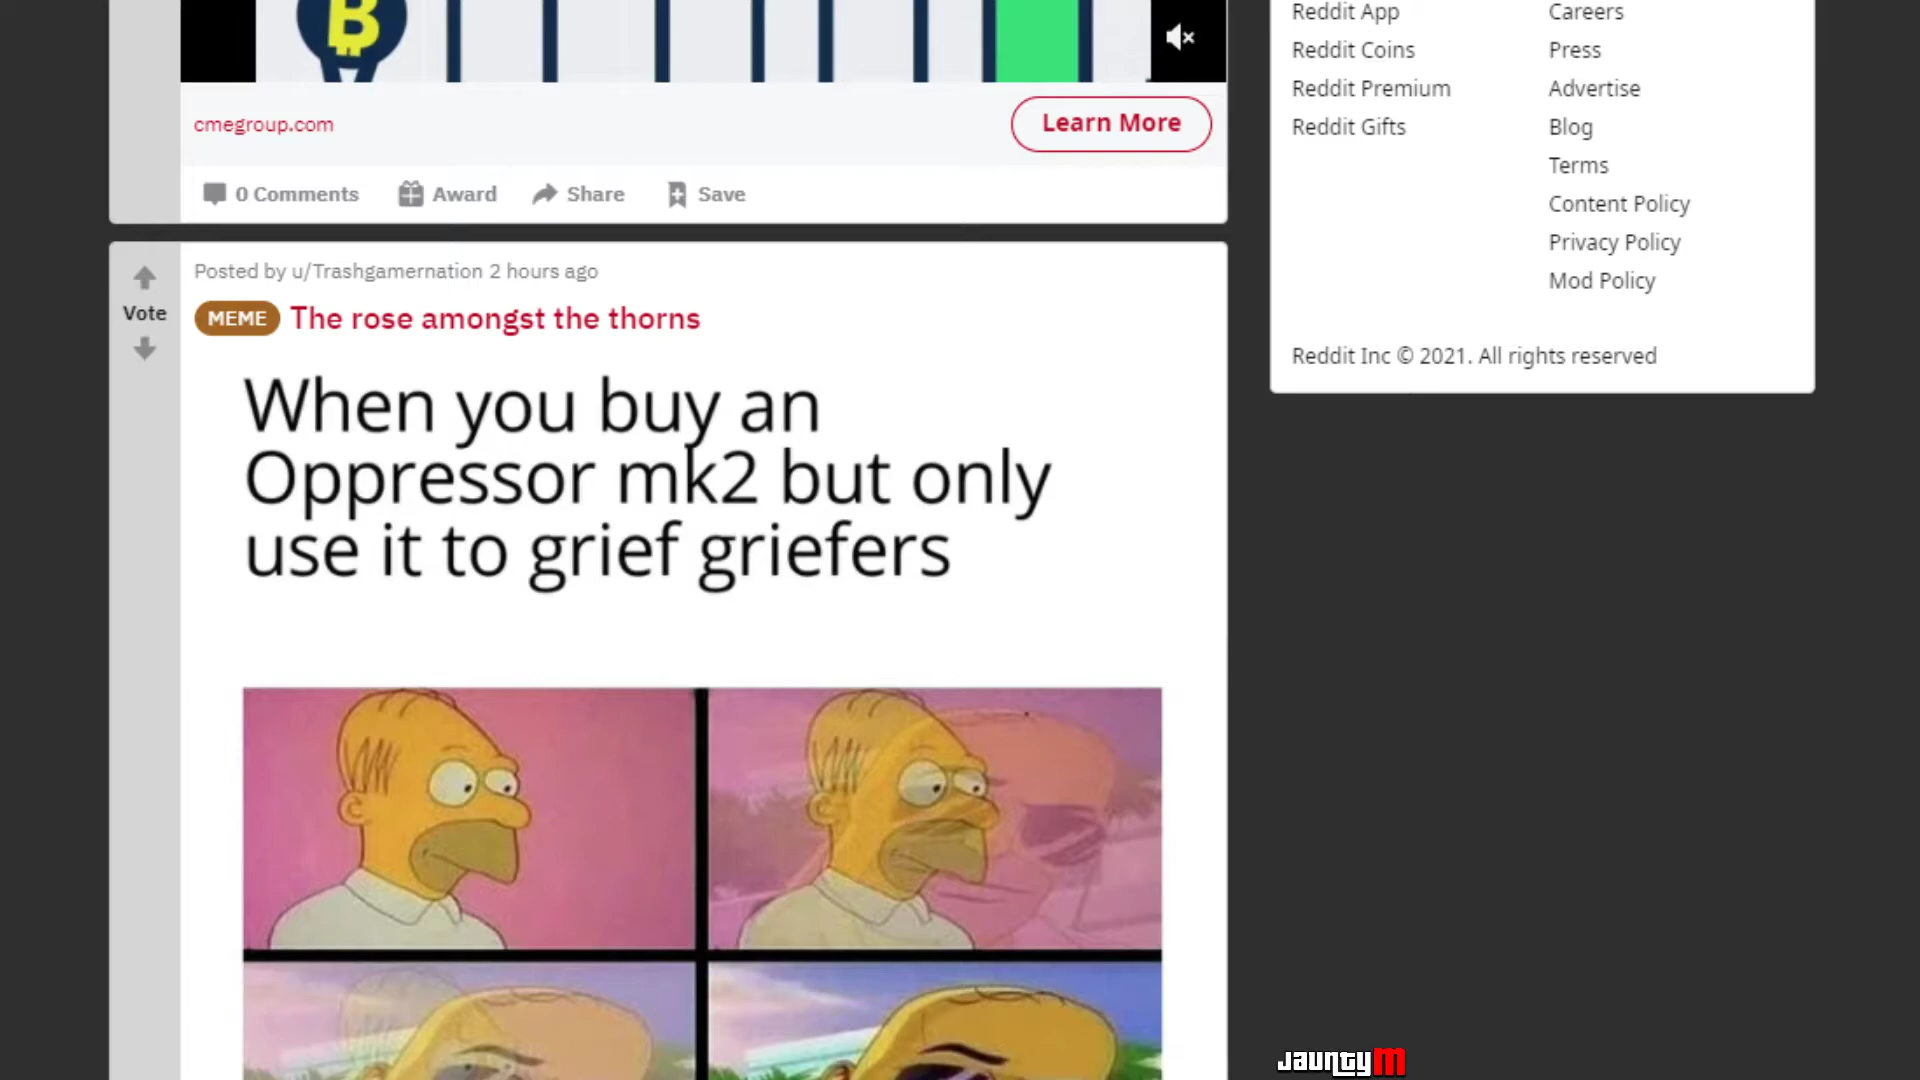 B
cmegroup.com
Learn More
0 Comments
Award
Share
Save
Posted by u/Trashgamernation 2 hours ago
Vote
MEME The rose amongst the thorns
When you buy an
Oppressor mk2 but only
use it to grief griefers
Reddit App
Reddit Coins
Reddit Premium
Reddit Gifts
Careers
Press
Advertise
Blog
Terms
Content Policy
Privacy Policy
Mod Policy
Reddit Inc © 2021. All rights reserved
JauntyM